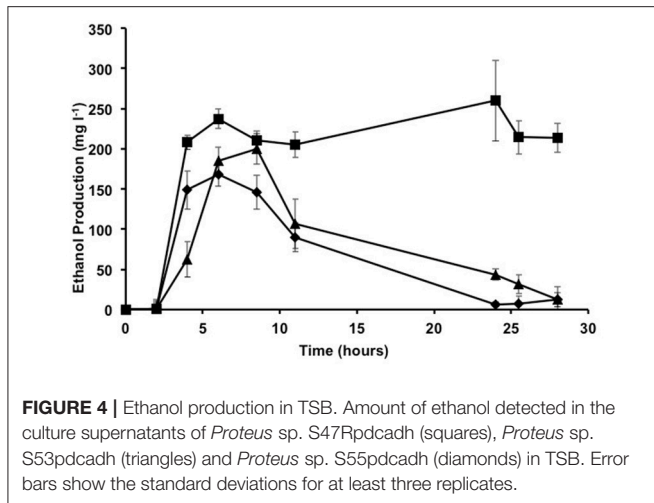 350
300
250
200
150
100
50
0
Ethanol Production (mg l-1)
0 5 10 15 20 25 30
Time (hours)
FIGURE 4 | Ethanol production in TSB. Amount of ethanol detected in the
culture supernatants of Proteus sp. S47Rpdcadh (squares), Proteus sp.
S53pdcadh (triangles) and Proteus sp. S55pdcadh (diamonds) in TSB. Error
bars show the standard deviations for at least three replicates.